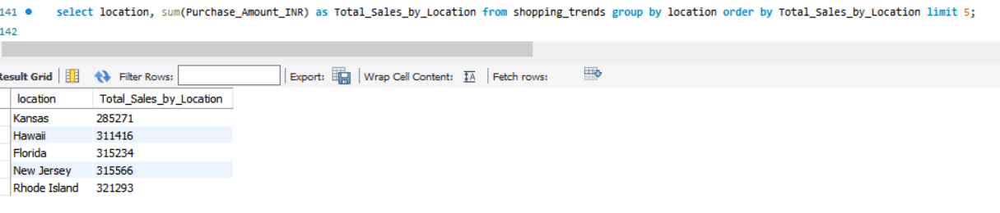 141 select location, sum(Purchase_Amount_INR) as Total_Sales_by_Location from shopping_trends group by location order by Total_Sales_by_Location limit 5;
142
Result Grid Filter Rows: Export: Wrap Cell Content: IA Fetch rows:
location Total_Sales_by_Location
Kansas 285271
Hawaii 311416
Florida 315234
New Jersey 315566
Rhode Island 321293